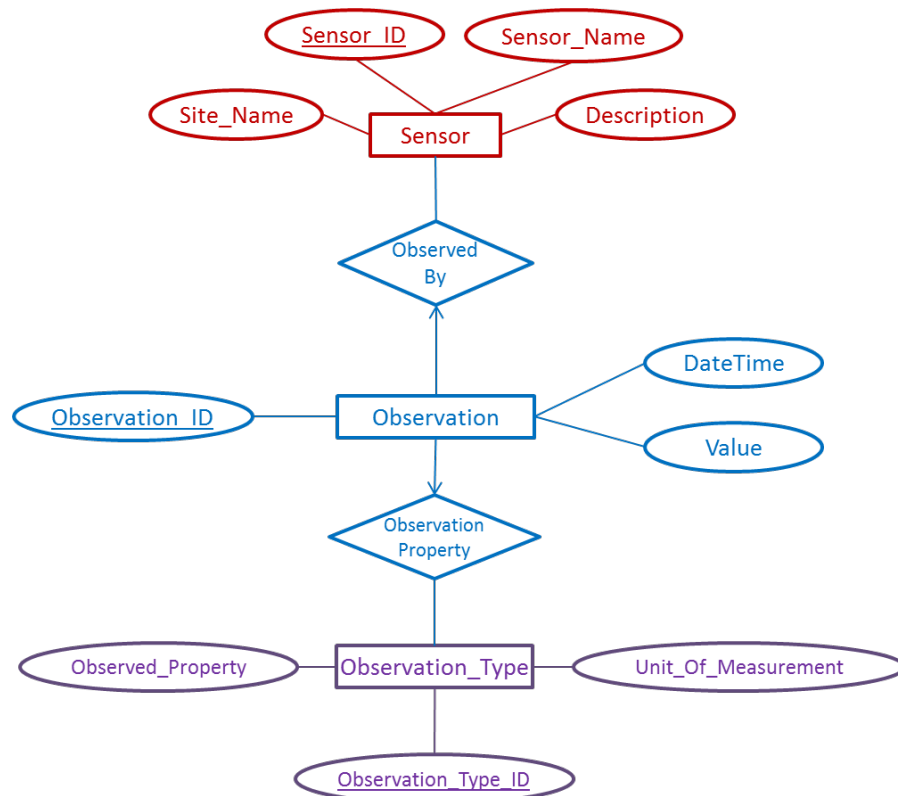 Sensor_ID
Sensor_Name
Site_Name
Description
Sensor
Observed
By
DateTime
Observation_ID
Observation
Value
Observation
Property
Observed_Property
Observation_Type
Unit_Of_Measurement
Observation_Type_ID